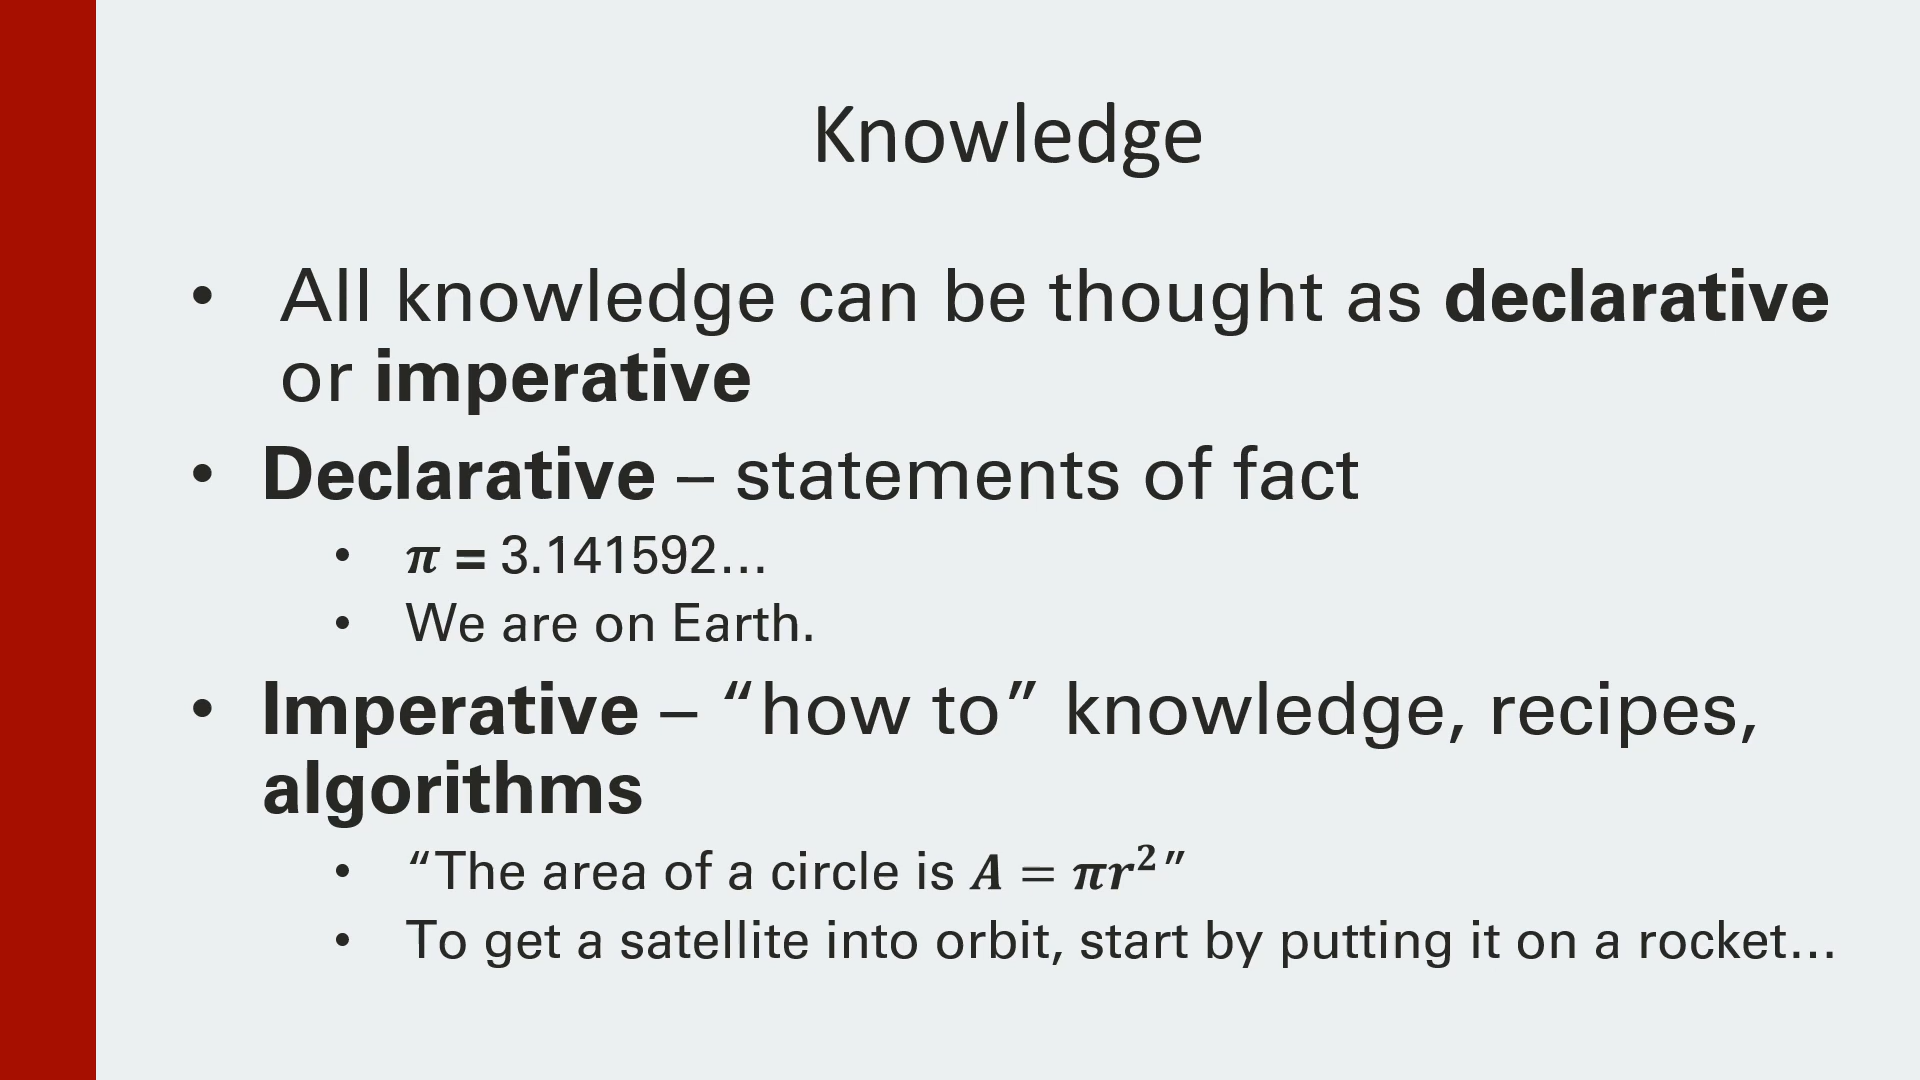 Knowledge
• All knowledge can be thought as declarative
or imperative
• Declarative – statements of fact
• π = 3.141592…
• We are on Earth.
• Imperative – “how to” knowledge, recipes,
algorithms
• “The area of a circle is A = πr²”
• To get a satellite into orbit, start by putting it on a rocket…